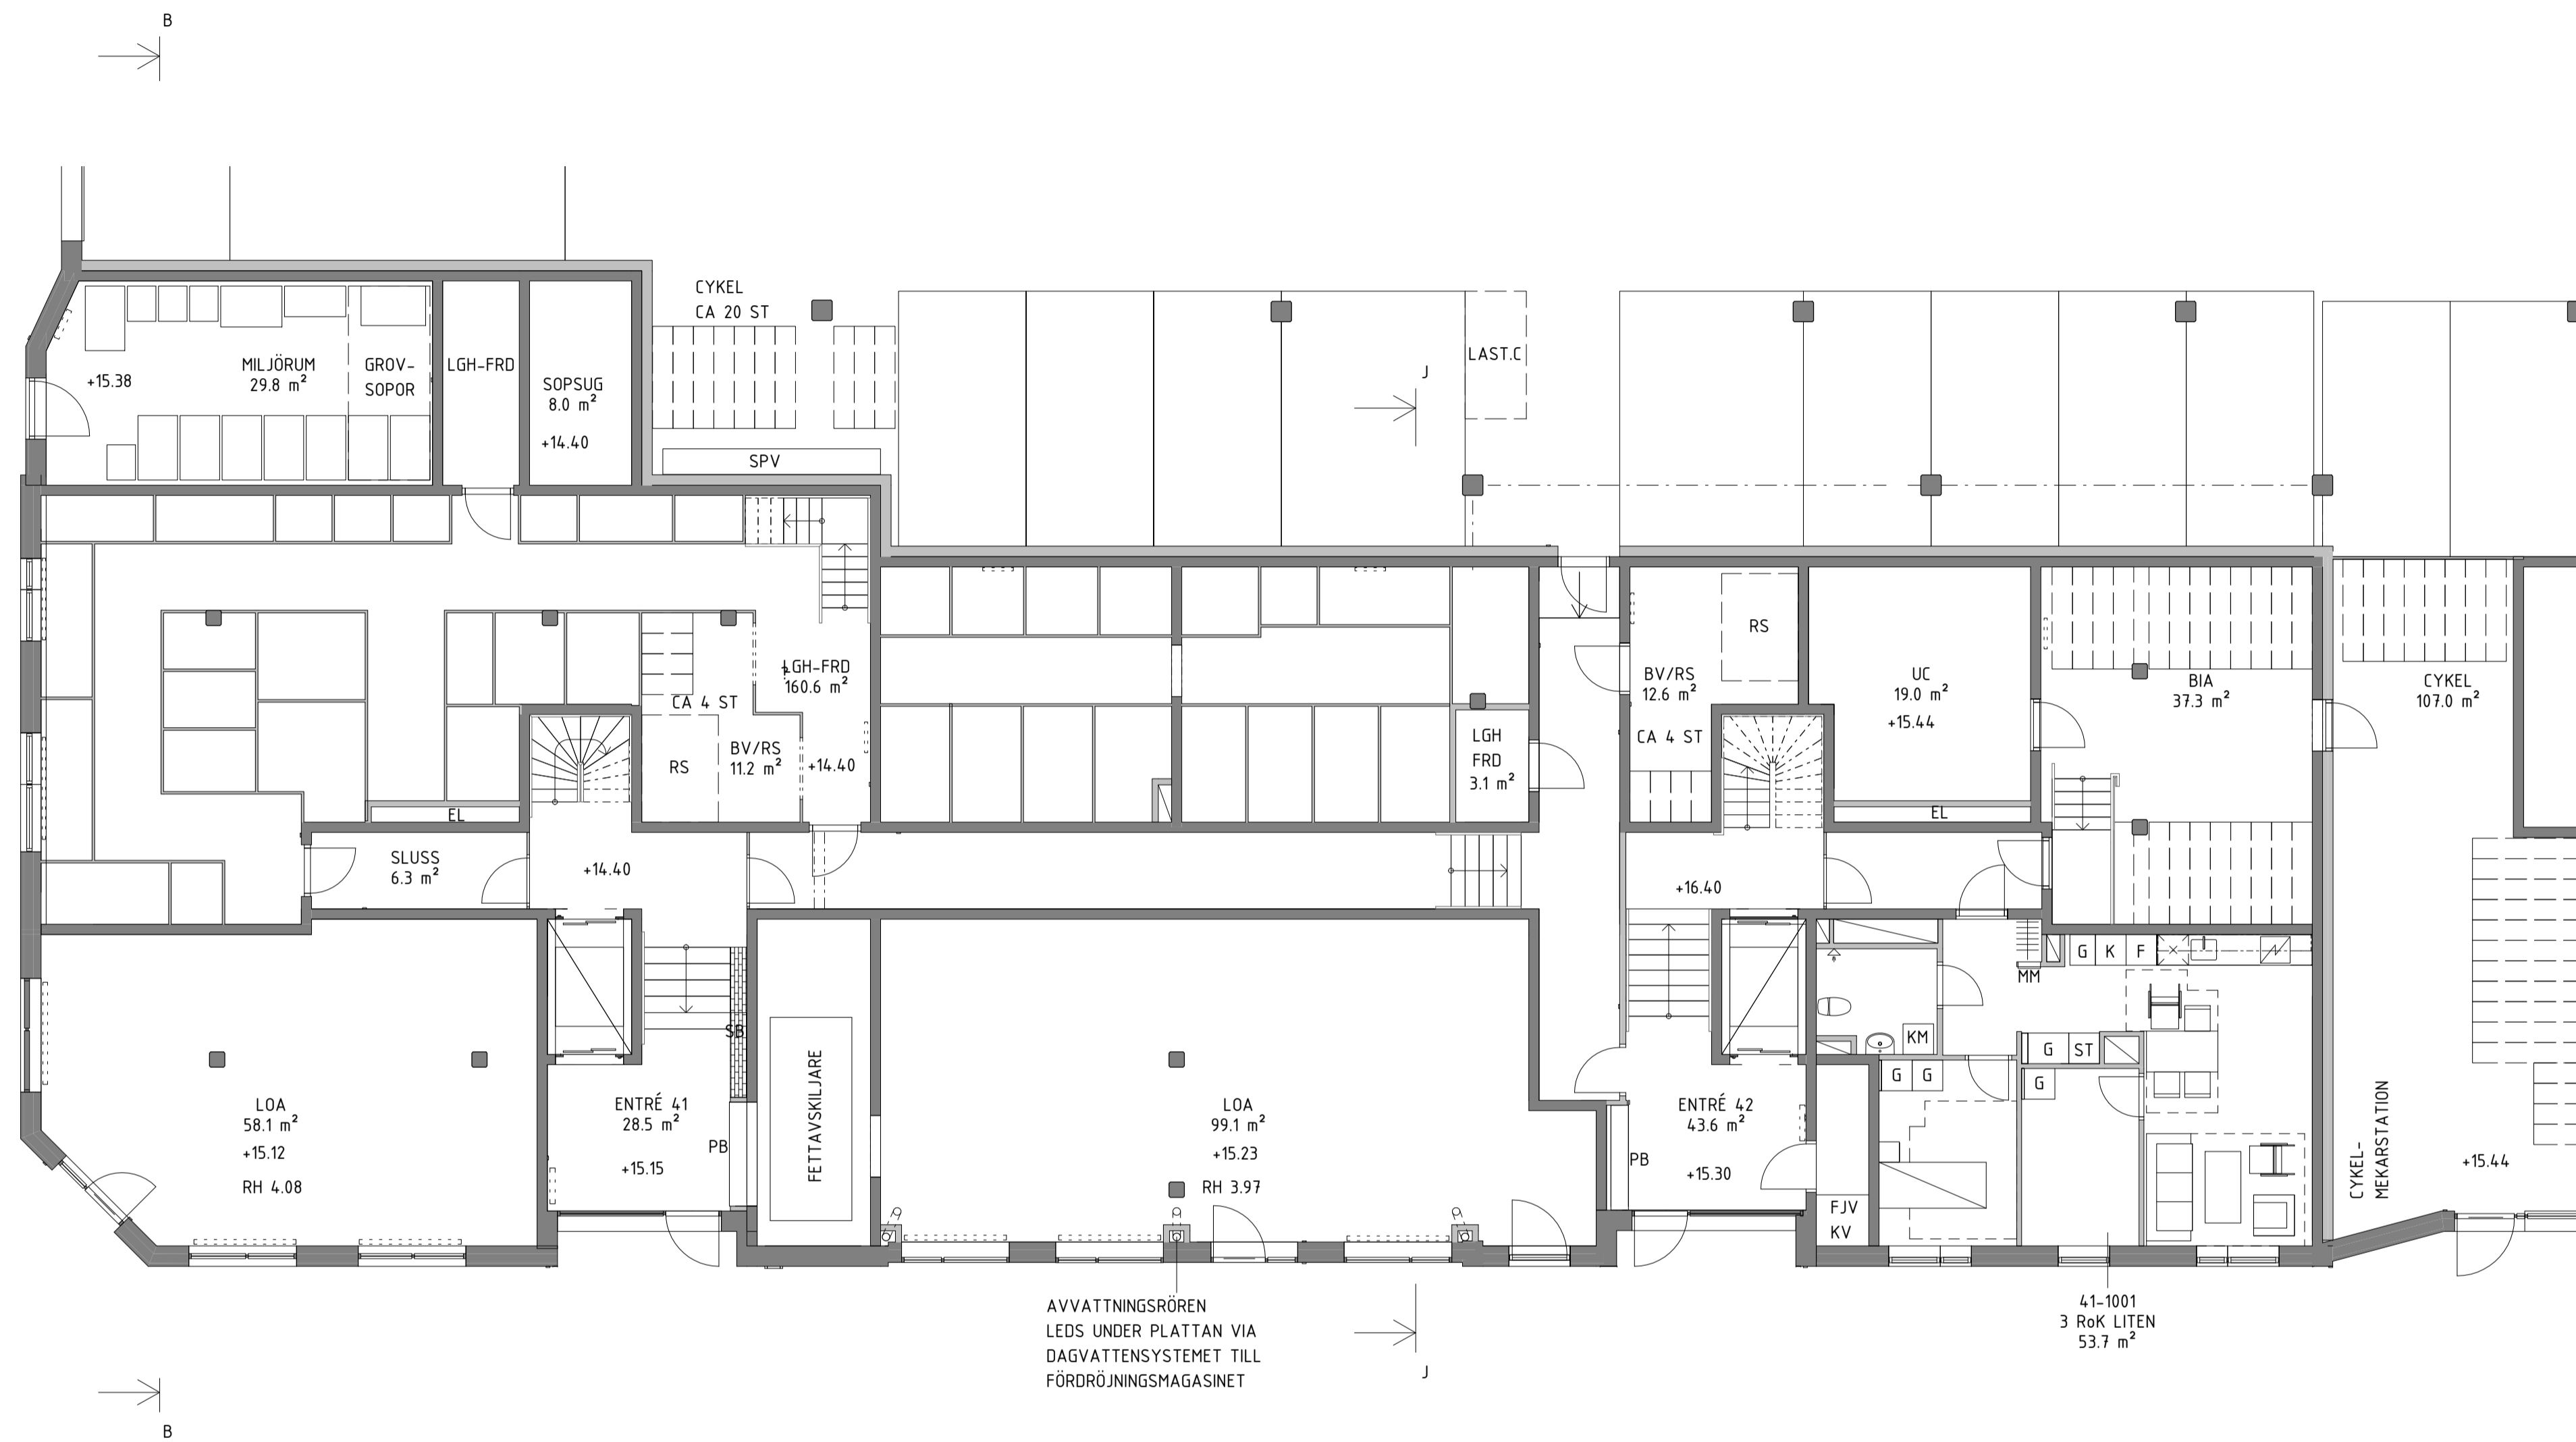 B
CYKEL
CA 20 ST
MILJÖRUM
29.8 m²
+15.38
GROV-
SOPOR
LGH-FRD
SOPSUG
8.0 m²
+14.40
SPV
J
LAST.C
LGH-FRD
160.6 m²
CA 4 ST
RS
BV/RS
11.2 m²
+14.40
EL
SLUSS
6.3 m²
+14.40
LGH
FRD
3.1 m²
RS
BV/RS
12.6 m²
CA 4 ST
UC
19.0 m²
+15.44
EL
BIA
37.3 m²
CYKEL
107.0 m²
+16.40
LOA
58.1 m²
+15.12
RH 4.08
SB
ENTRÉ 41
28.5 m²
+15.15
PB
FETTAVSKILJARE
LOA
99.1 m²
+15.23
RH 3.97
ENTRÉ 42
43.6 m²
+15.30
PB
FJV
KV
KM
G G
MM
G K F
G ST
G
CYKEL-
MEKARSTATION
+15.44
AVVATTNINGSRÖREN
LEDS UNDER PLATTAN VIA
DAGVATTENSYSTEMET TILL
FÖRDRÖJNINGSMAGASINET
J
41-1001
3 RoK LITEN
53.7 m²
B